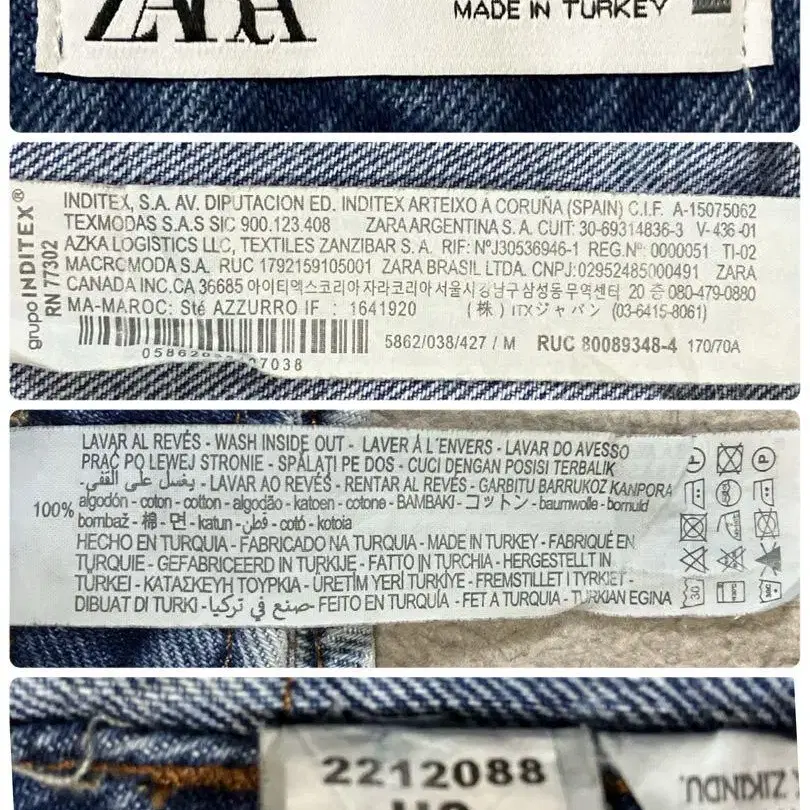 ZARA
MADE IN TURKEY
grupo INDITEX®
RN 77302
INDITEX, S.A. AV. DIPUTACION ED. INDITEX ARTEIXO A CORUÑA (SPAIN) C.I.F. A-15075062
TEXMODAS S.A.S SIC 900.123.408 ZARA ARGENTINA S.A. CUIT: 30-69314836-3 V-436-01
AZKA LOGISTICS LLC, TEXTILES ZANZIBAR S.A. RIF: NºJ30536946-1 REG.Nº: 0000051 TI-02
MACROMODA S.A. RUC 1792159105001 ZARA BRASIL LTDA. CNPJ:02952485000491 ZARA
CANADA INC.CA 36685 아이티엑스코리아 자라코리아 서울시강남구삼성동무역센터 20 층 080-479-0880
MA-MAROC: Sté AZZURRO IF : 1641920 (株) ITXジャパン (03-6415-8061)
5862/038/427 / M RUC 80089348-4 170/70A
7038
LAVAR AL REVÉS - WASH INSIDE OUT - LAVER À L'ENVERS - LAVAR DO AVESSO
PRAĆ PO LEWEJ STRONIE - SPĂLAŢI PE DOS - CUCI DENGAN POSISI TERBALIK
يغسل على القفى - LAVAR AO REVÉS - RENTAR AL REVÉS - GARBITU BARRUKOZ KANPORA
100% algodón - coton - cotton - algodão - katoen - cotone - ΒΑΜΒΑΚΙ - コットン - baumwolle - bomuld
bombaž - 棉 - 면 - katun - قطن - cotó - kotoia
HECHO EN TURQUIA - FABRICADO NA TURQUIA - MADE IN TURKEY - FABRIQUÉ EN
TURQUIE - GEFABRICEERD IN TURKIJE - FATTO IN TURCHIA - HERGESTELLT IN
TÜRKEI - ΚΑΤΑΣΚΕΥΗ ΤΟΥΡΚΙΑ - ÜRETİM YERİ TÜRKİYE - FREMSTILLET I TYRKIET -
DIBUAT DI TURKI - صنع في تركيا - FEITO EN TURQUÍA - FET A TURQUIA - TURKIAN EGINA
30
2212088